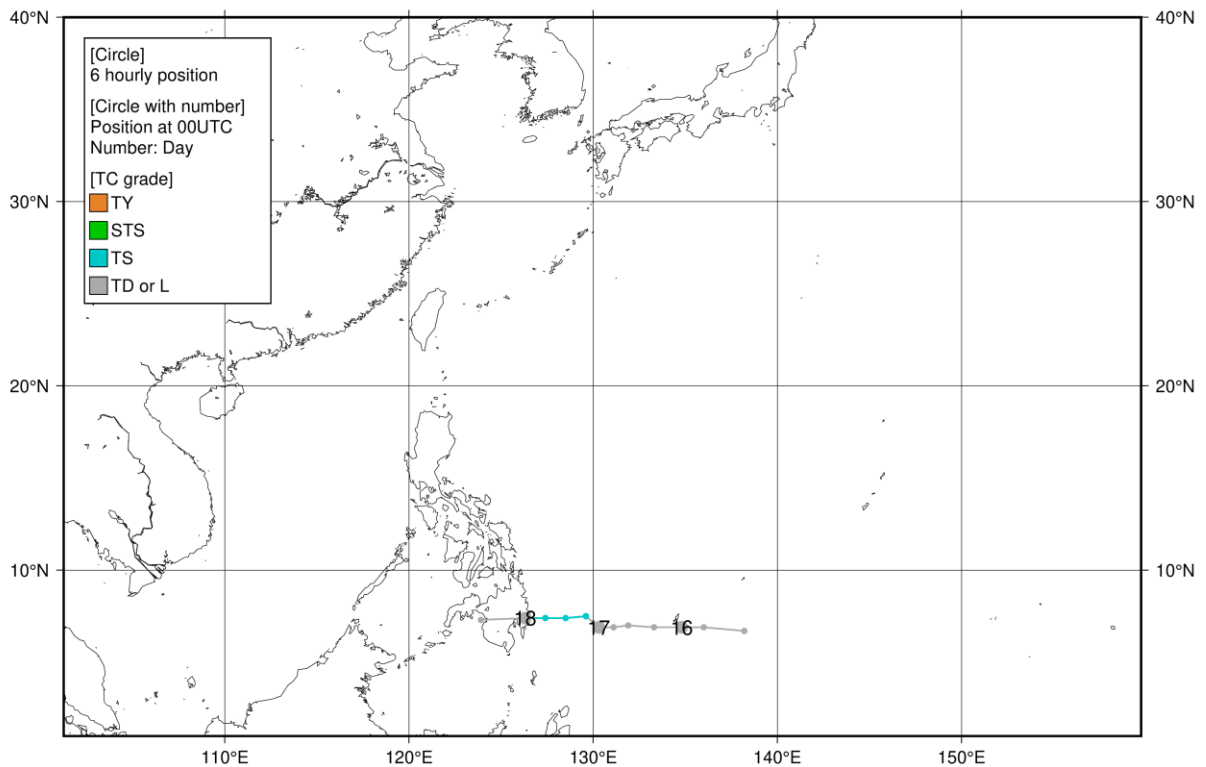 40°N
40°N
[Circle]
6 hourly position
[Circle with number]
Position at 00UTC
Number: Day
[TC grade]
TY
STS
TS
TD or L
30°N
30°N
20°N
20°N
10°N
10°N
18
17
16
110°E
120°E
130°E
140°E
150°E